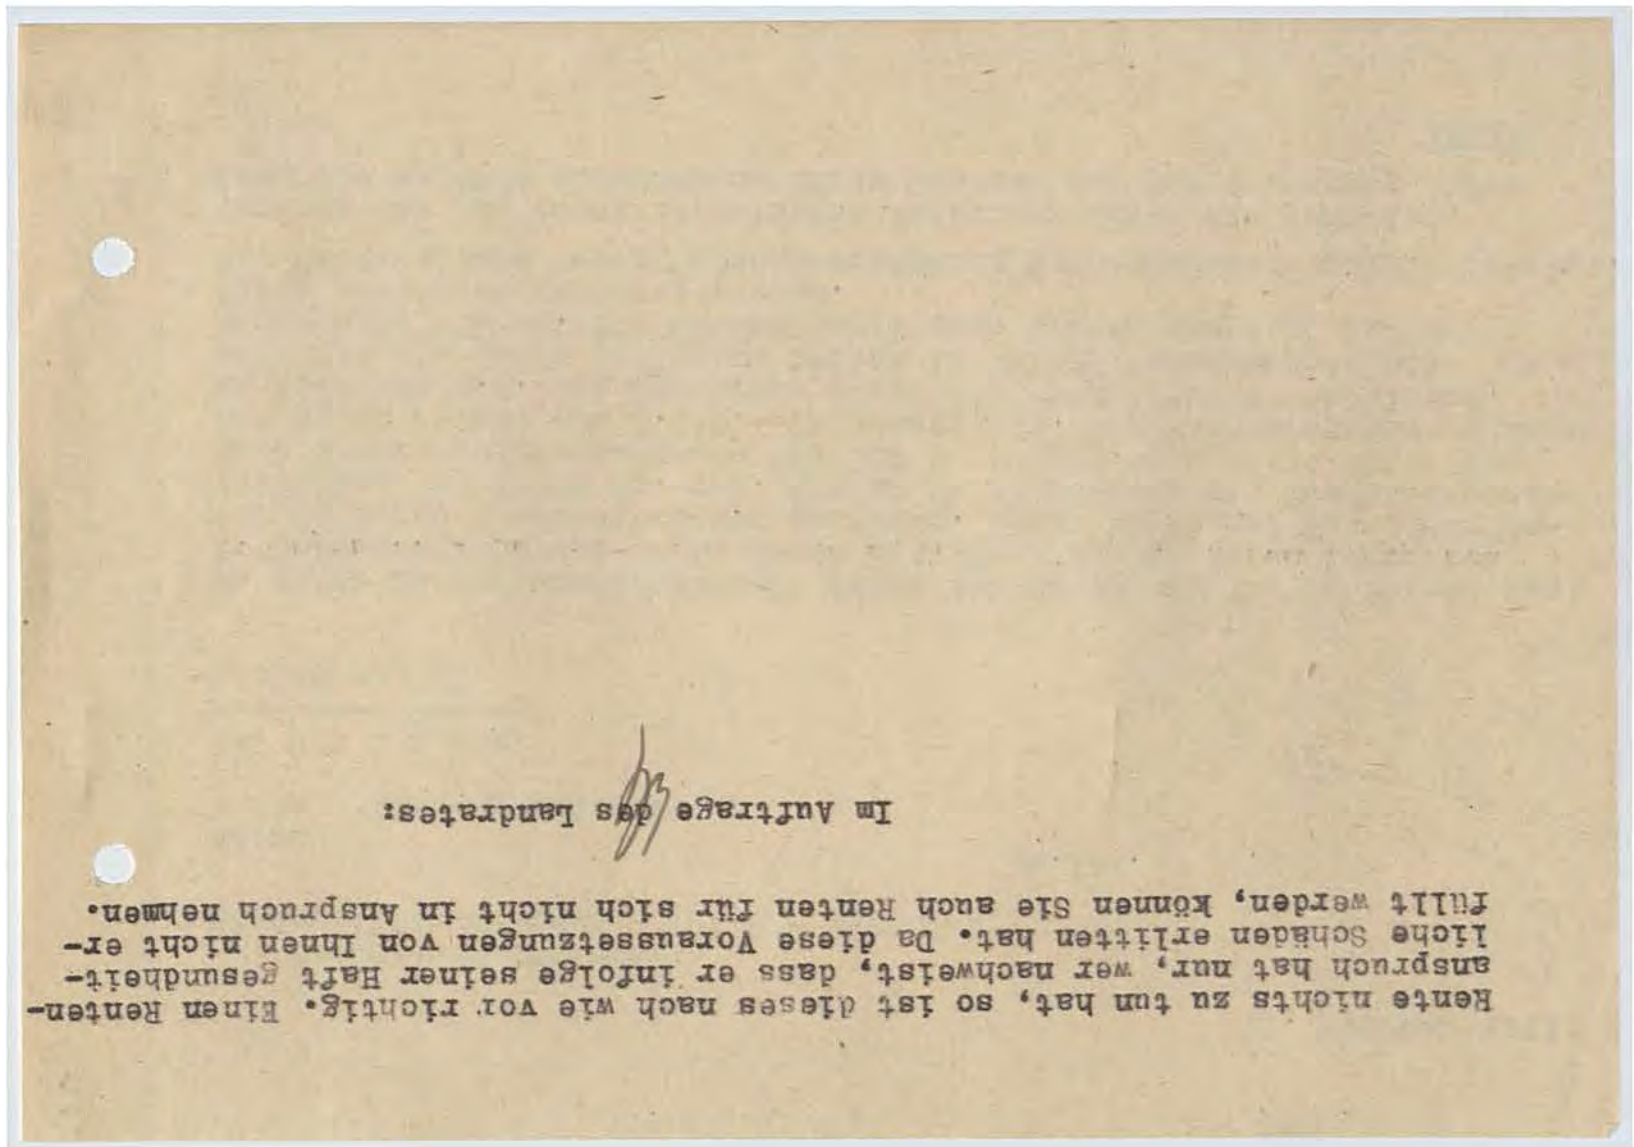 Rente nichts zu tun hat, so ist dieses nach wie vor richtig. Einen Renten-
anspruch hat nur, wer nachweist, dass er infolge seiner Haft gesundheit-
liche Schäden erlitten hat. Da diese Voraussetzungen von Ihnen nicht er-
füllt werden, können Sie auch Renten für sich nicht in Anspruch nehmen.
Im Auftrage des Landrates: